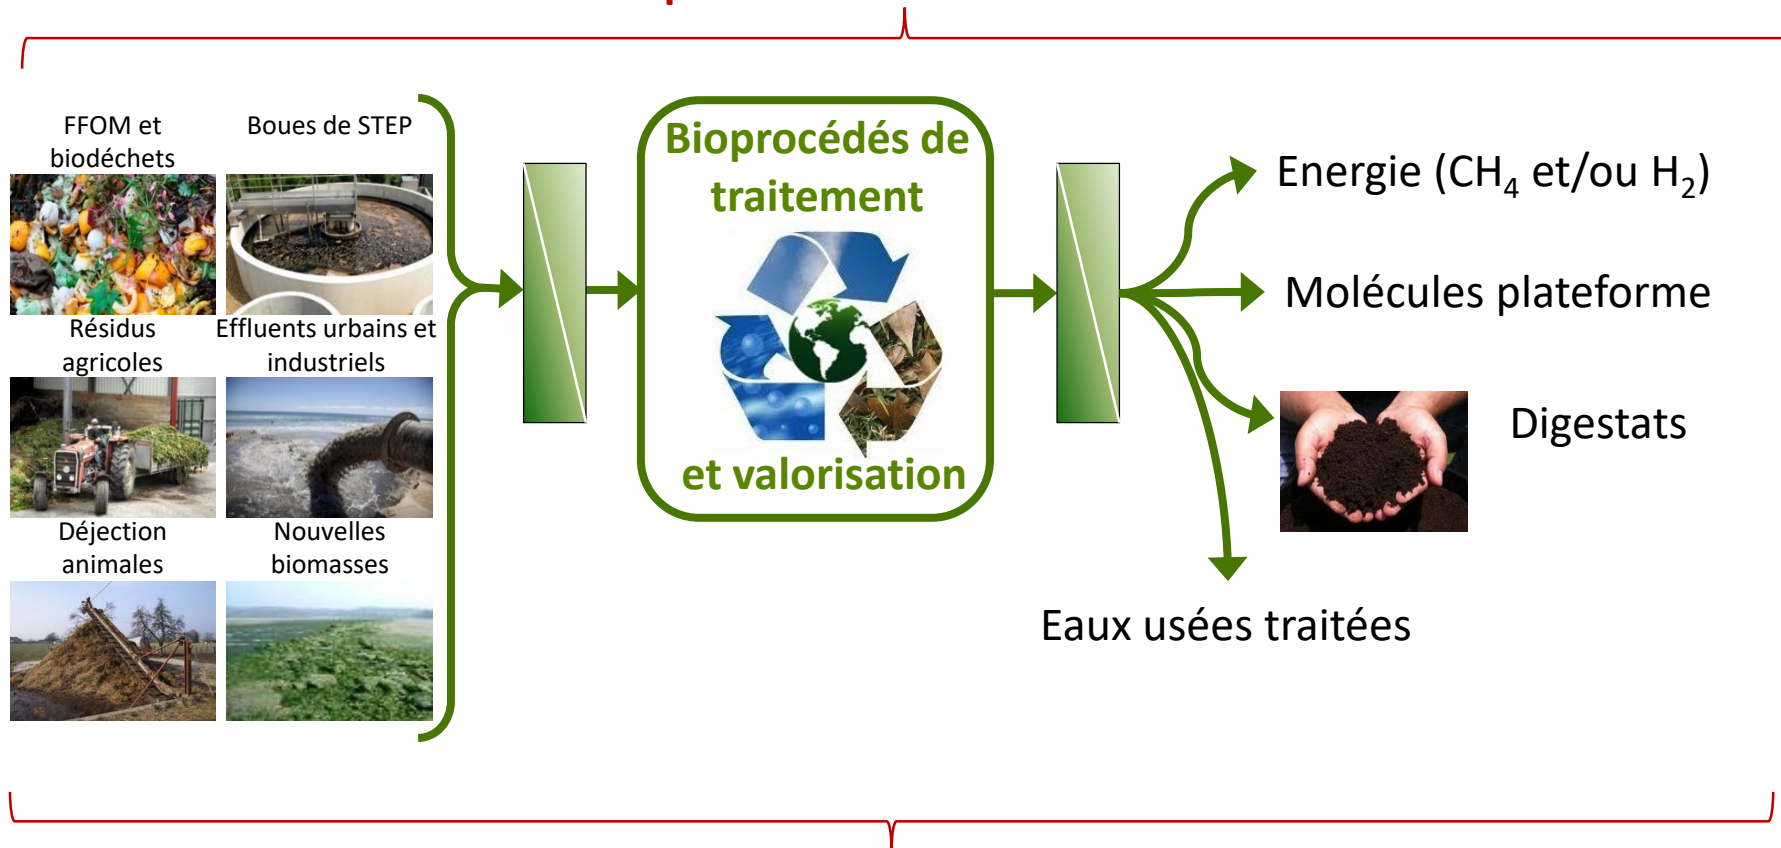 FFOM et
biodéchets
Boues de STEP
Résidus
agricoles
Effluents urbains et
industriels
Déjection
animales
Nouvelles
biomasses
Bioprocédés de
traitement
et valorisation
Energie (CH₄ et/ou H₂)
Molécules plateforme
Digestats
Eaux usées traitées